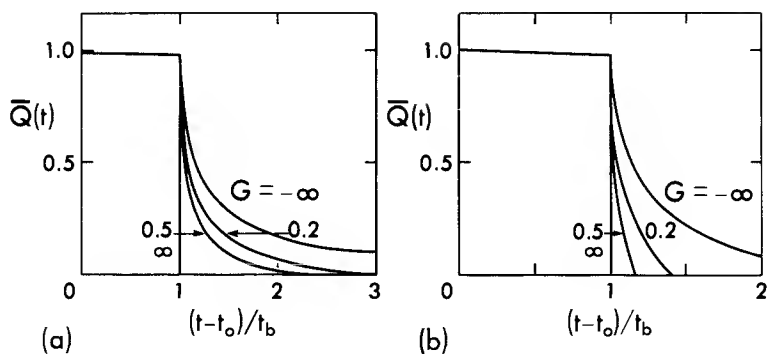 1.0
Q̅(t)
0.5
G = -∞
0.5
0.2
∞
0
1
2
3
(t-t₀)/t_b
(a)
1.0
Q̅(t)
0.5
G = -∞
0.5
0.2
∞
0
1
2
(t-t₀)/t_b
(b)